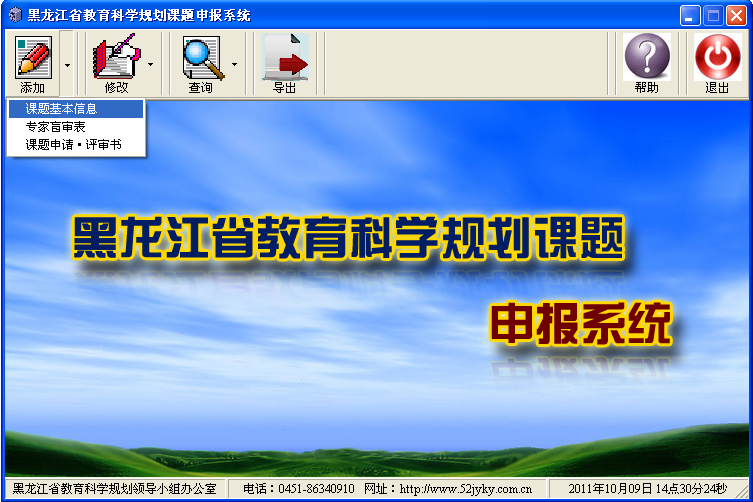 黑龙江省教育科学规划课题申报系统
添加 修改 查询 导出 帮助 退出
课题基本信息
专家盲审表
课题申请·评审书
黑龙江省教育科学规划课题
申报系统
黑龙江省教育科学规划领导小组办公室 电话：0451-86340910 网址：http://www.52jyky.com.cn 2011年10月09日 14点30分24秒